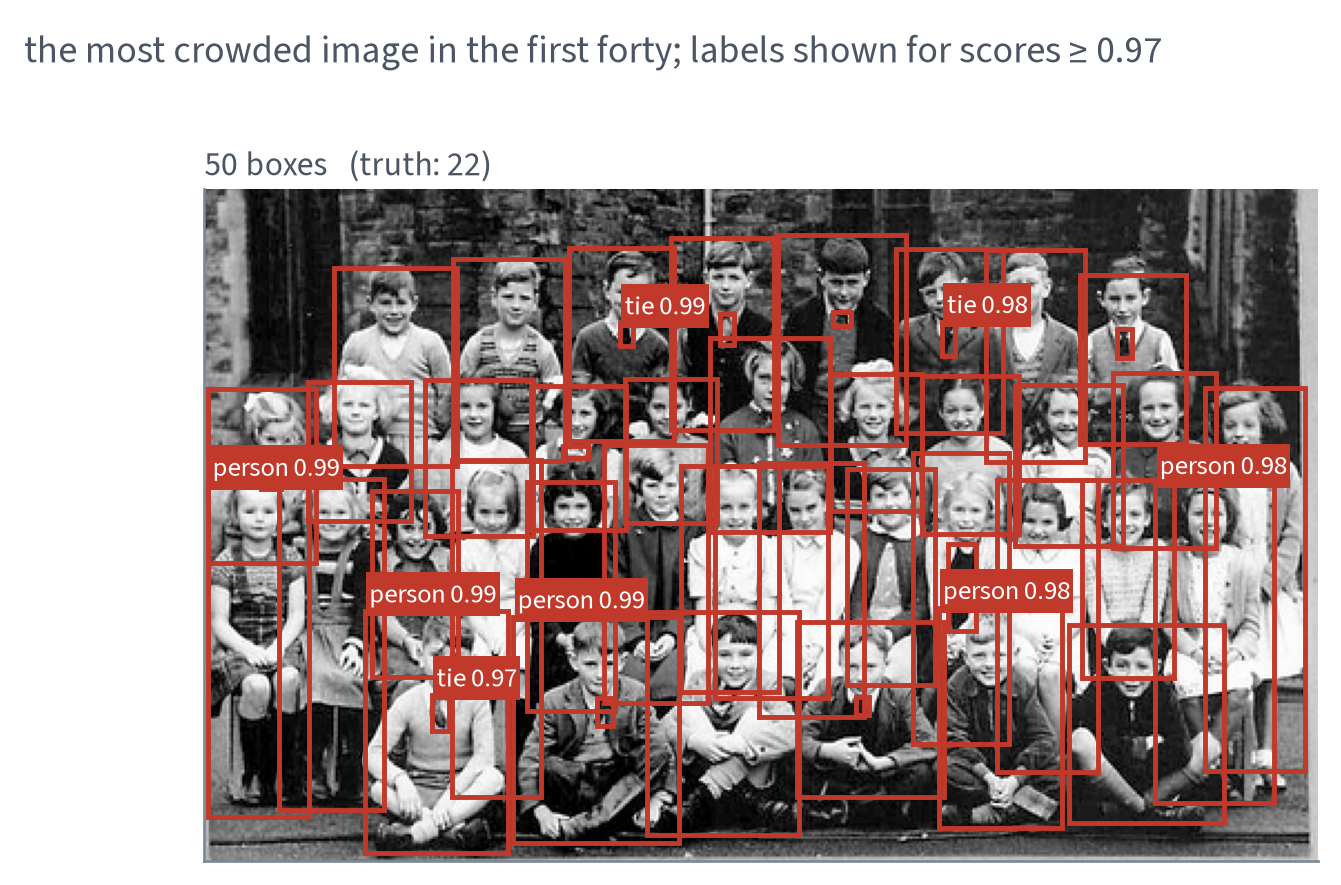 the most crowded image in the first forty; labels shown for scores ≥ 0.97
50 boxes (truth: 22)
tie 0.99
tie 0.98
person 0.99
person 0.98
person 0.99
person 0.99
person 0.98
tie 0.97